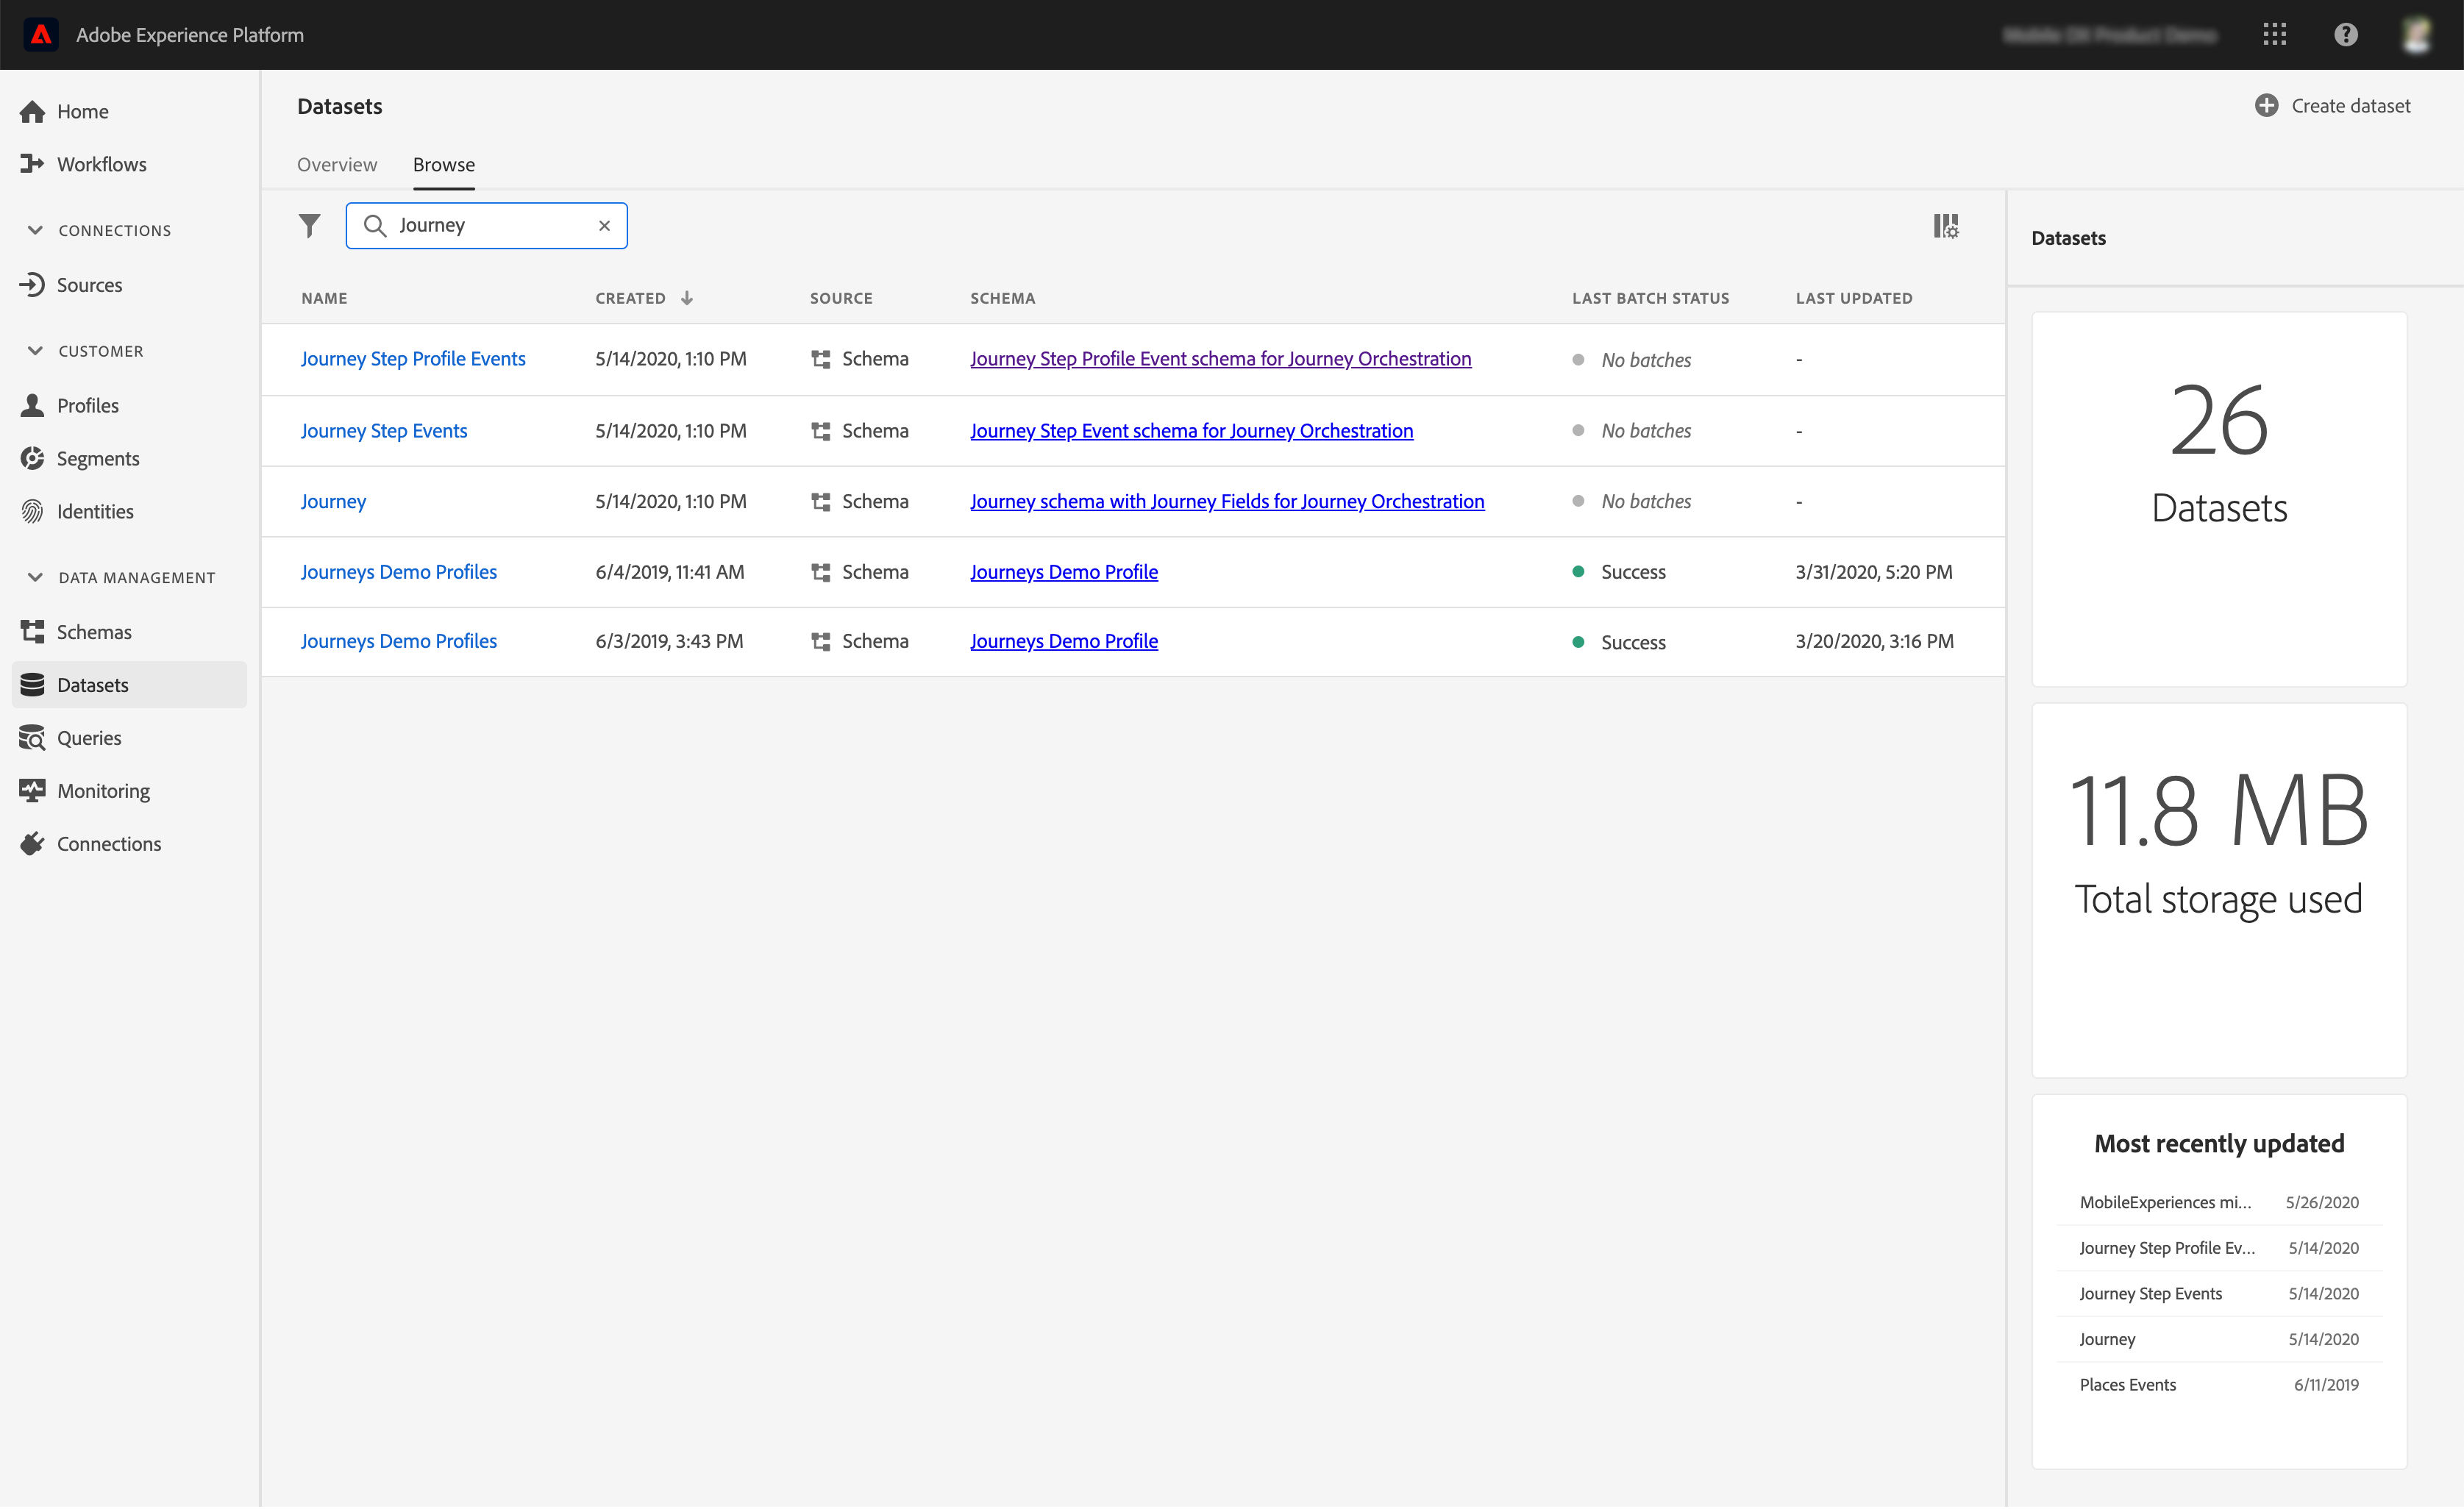 Adobe Experience Platform
Home
Workflows
CONNECTIONS
Sources
CUSTOMER
Profiles
Segments
Identities
DATA MANAGEMENT
Schemas
Datasets
Queries
Monitoring
Connections
Datasets
Create dataset
Overview Browse
Journey
NAME CREATED SOURCE SCHEMA LAST BATCH STATUS LAST UPDATED
Journey Step Profile Events 5/14/2020, 1:10 PM Schema Journey Step Profile Event schema for Journey Orchestration No batches -
Journey Step Events 5/14/2020, 1:10 PM Schema Journey Step Event schema for Journey Orchestration No batches -
Journey 5/14/2020, 1:10 PM Schema Journey schema with Journey Fields for Journey Orchestration No batches -
Journeys Demo Profiles 6/4/2019, 11:41 AM Schema Journeys Demo Profile Success 3/31/2020, 5:20 PM
Journeys Demo Profiles 6/3/2019, 3:43 PM Schema Journeys Demo Profile Success 3/20/2020, 3:16 PM
Datasets
26
Datasets
11.8 MB
Total storage used
Most recently updated
MobileExperiences mi... 5/26/2020
Journey Step Profile Ev... 5/14/2020
Journey Step Events 5/14/2020
Journey 5/14/2020
Places Events 6/11/2019